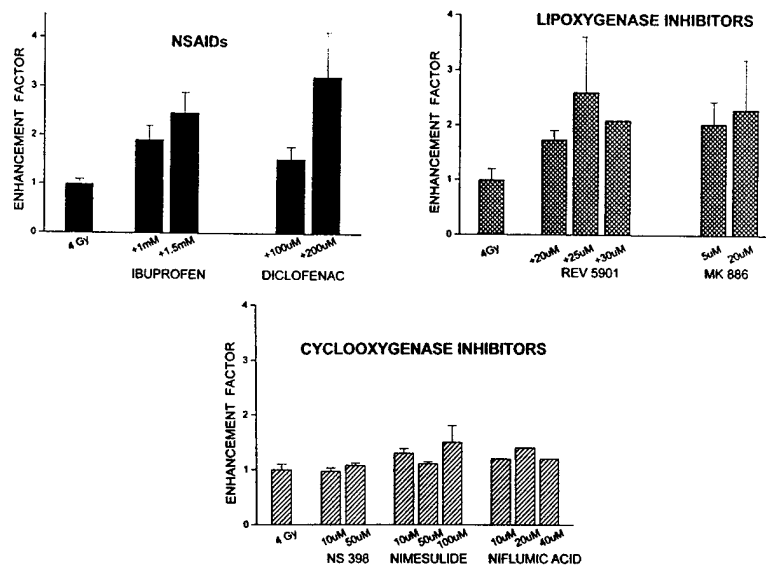 NSAIDs
ENHANCEMENT FACTOR
4
3
2
1
0
4 Gy
+1mM
+1.5mM
+100uM
+200uM
IBUPROFEN
DICLOFENAC
LIPOXYGENASE INHIBITORS
ENHANCEMENT FACTOR
4
3
2
1
0
4Gy
+20uM
+25uM
+30uM
5uM
20uM
REV 5901
MK 886
CYCLOOXYGENASE INHIBITORS
ENHANCEMENT FACTOR
4
3
2
1
0
4 Gy
10uM
50uM
10uM
50uM
100uM
10uM
20uM
40uM
NS 398
NIMESULIDE
NIFLUMIC ACID